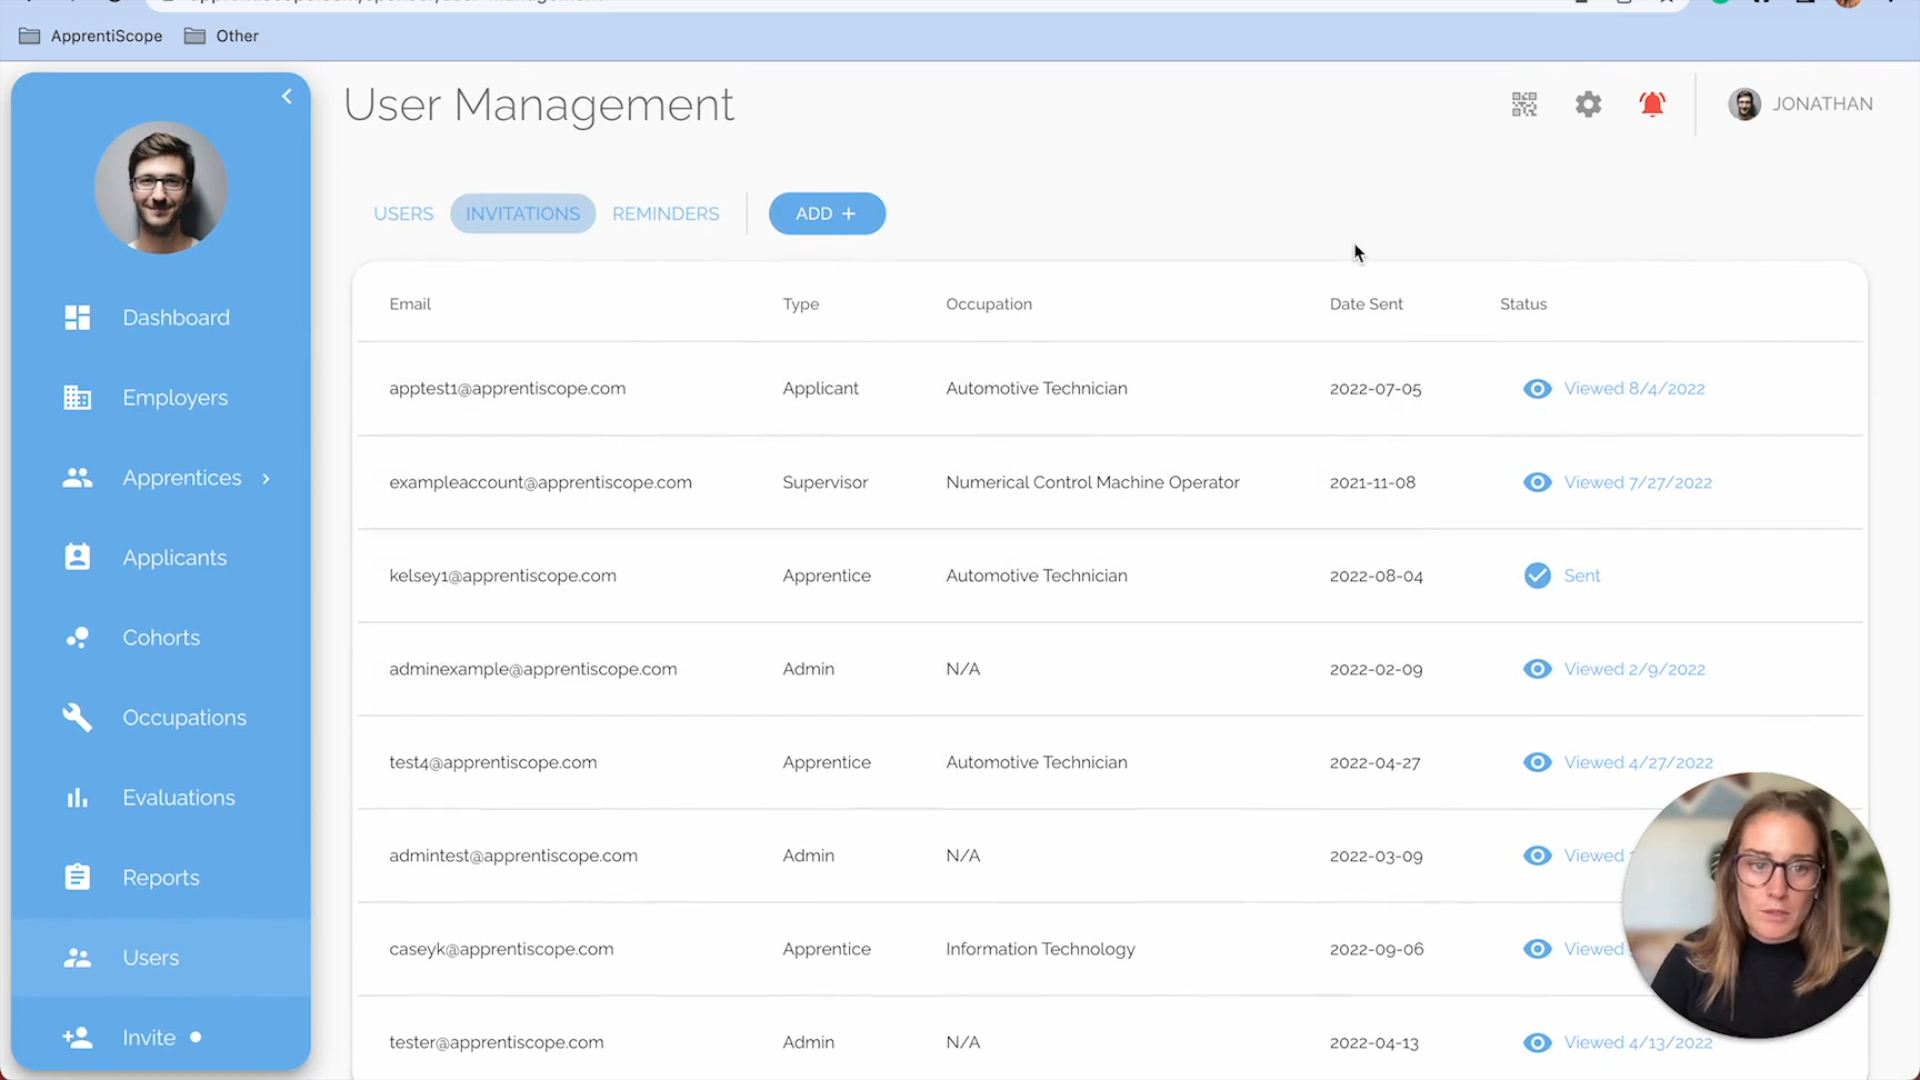 ApprentiScope Other
User Management
JONATHAN
USERS INVITATIONS REMINDERS ADD +
Dashboard
Employers
Apprentices
Applicants
Cohorts
Occupations
Evaluations
Reports
Users
Invite
Email Type Occupation Date Sent Status
apptest1@apprentiscope.com Applicant Automotive Technician 2022-07-05 Viewed 8/4/2022
exampleaccount@apprentiscope.com Supervisor Numerical Control Machine Operator 2021-11-08 Viewed 7/27/2022
kelsey1@apprentiscope.com Apprentice Automotive Technician 2022-08-04 Sent
adminexample@apprentiscope.com Admin N/A 2022-02-09 Viewed 2/9/2022
test4@apprentiscope.com Apprentice Automotive Technician 2022-04-27 Viewed 4/27/2022
admintest@apprentiscope.com Admin N/A 2022-03-09 Viewed
caseyk@apprentiscope.com Apprentice Information Technology 2022-09-06 Viewed
tester@apprentiscope.com Admin N/A 2022-04-13 Viewed 4/13/2022